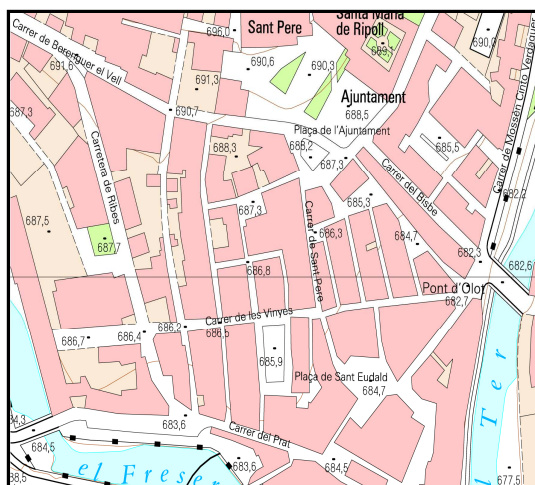 696,0
Sant Pere
Santa Maria
de Ripoll
689,1
690,0
Carrer de Berenguer el Vell
691,6
690,6
690,3
691,3
Ajuntament
688,5
Carrer de Mossèn Cinto Verdaguer
687,3
690,7
Plaça de l'Ajuntament
688,2
685,5
688,3
687,3
Carretera de Ribes
Carrer del Bisbe
682,2
687,3
685,3
687,5
687,7
Carrer de Sant Pere
686,3
684,7
682,3
682,6
686,8
Pont d'Olot
682,7
Carrer de les Vinyes
686,7
686,4
686,2
686,5
685,9
Ter
Plaça de Sant Eudald
684,7
683,6
Carrer del Prat
684,5
683,6
684,5
el Freser
677,5